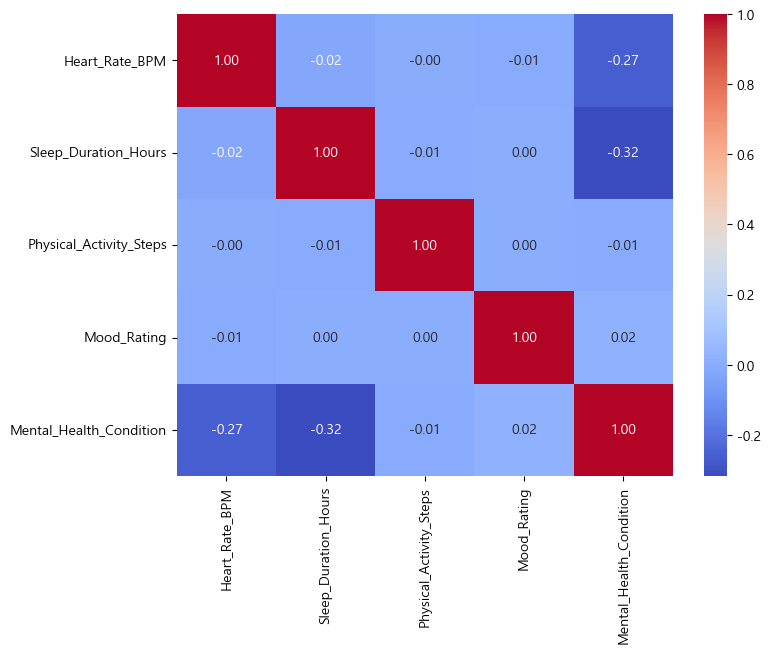 Heart_Rate_BPM 1.00 -0.02 -0.00 -0.01 -0.27
Sleep_Duration_Hours -0.02 1.00 -0.01 0.00 -0.32
Physical_Activity_Steps -0.00 -0.01 1.00 0.00 -0.01
Mood_Rating -0.01 0.00 0.00 1.00 0.02
Mental_Health_Condition -0.27 -0.32 -0.01 0.02 1.00
Heart_Rate_BPM
Sleep_Duration_Hours
Physical_Activity_Steps
Mood_Rating
Mental_Health_Condition
1.0
0.8
0.6
0.4
0.2
0.0
-0.2